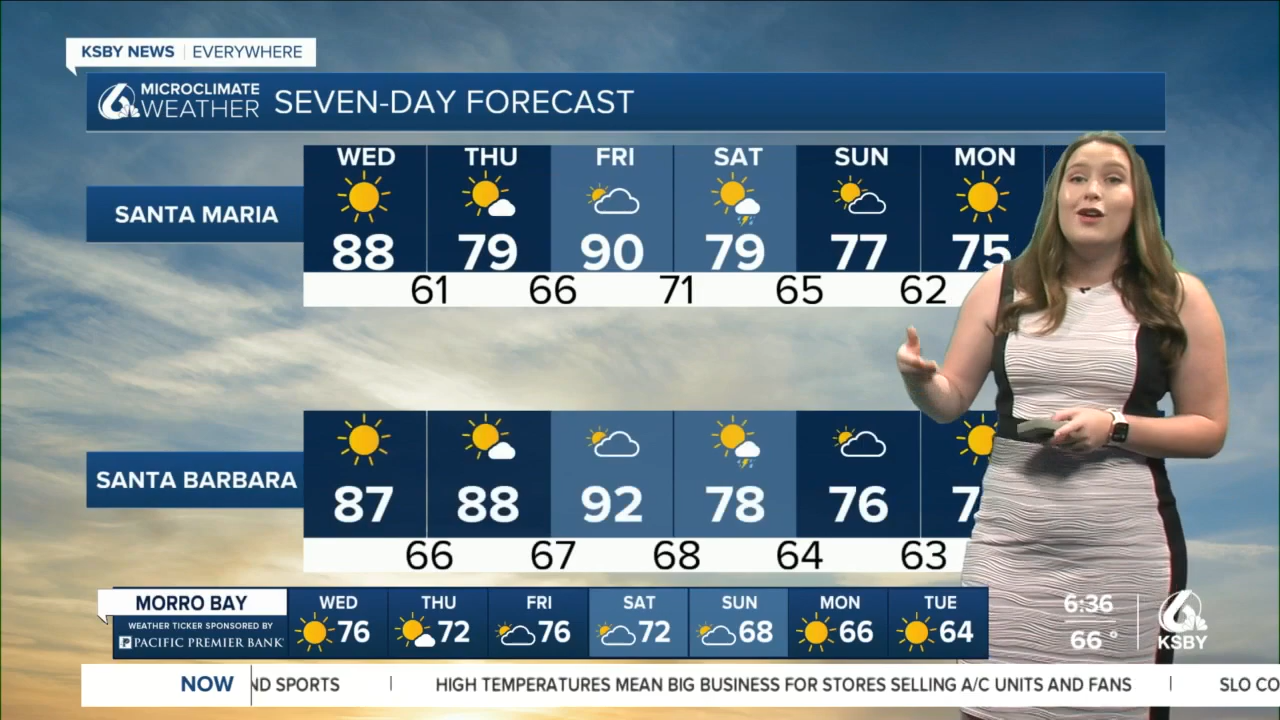 KSBY NEWS | EVERYWHERE
6 MICROCLIMATE WEATHER SEVEN-DAY FORECAST
WED THU FRI SAT SUN MON
SANTA MARIA
88 79 90 79 77 75
61 66 71 65 62
SANTA BARBARA
87 88 92 78 76 7
66 67 68 64 63
MORRO BAY
WEATHER TICKER SPONSORED BY
PACIFIC PREMIER BANK
WED THU FRI SAT SUN MON TUE
76 72 76 72 68 66 64
6:36
66 °
6
KSBY
NOW ND SPORTS | HIGH TEMPERATURES MEAN BIG BUSINESS FOR STORES SELLING A/C UNITS AND FANS | SLO CO